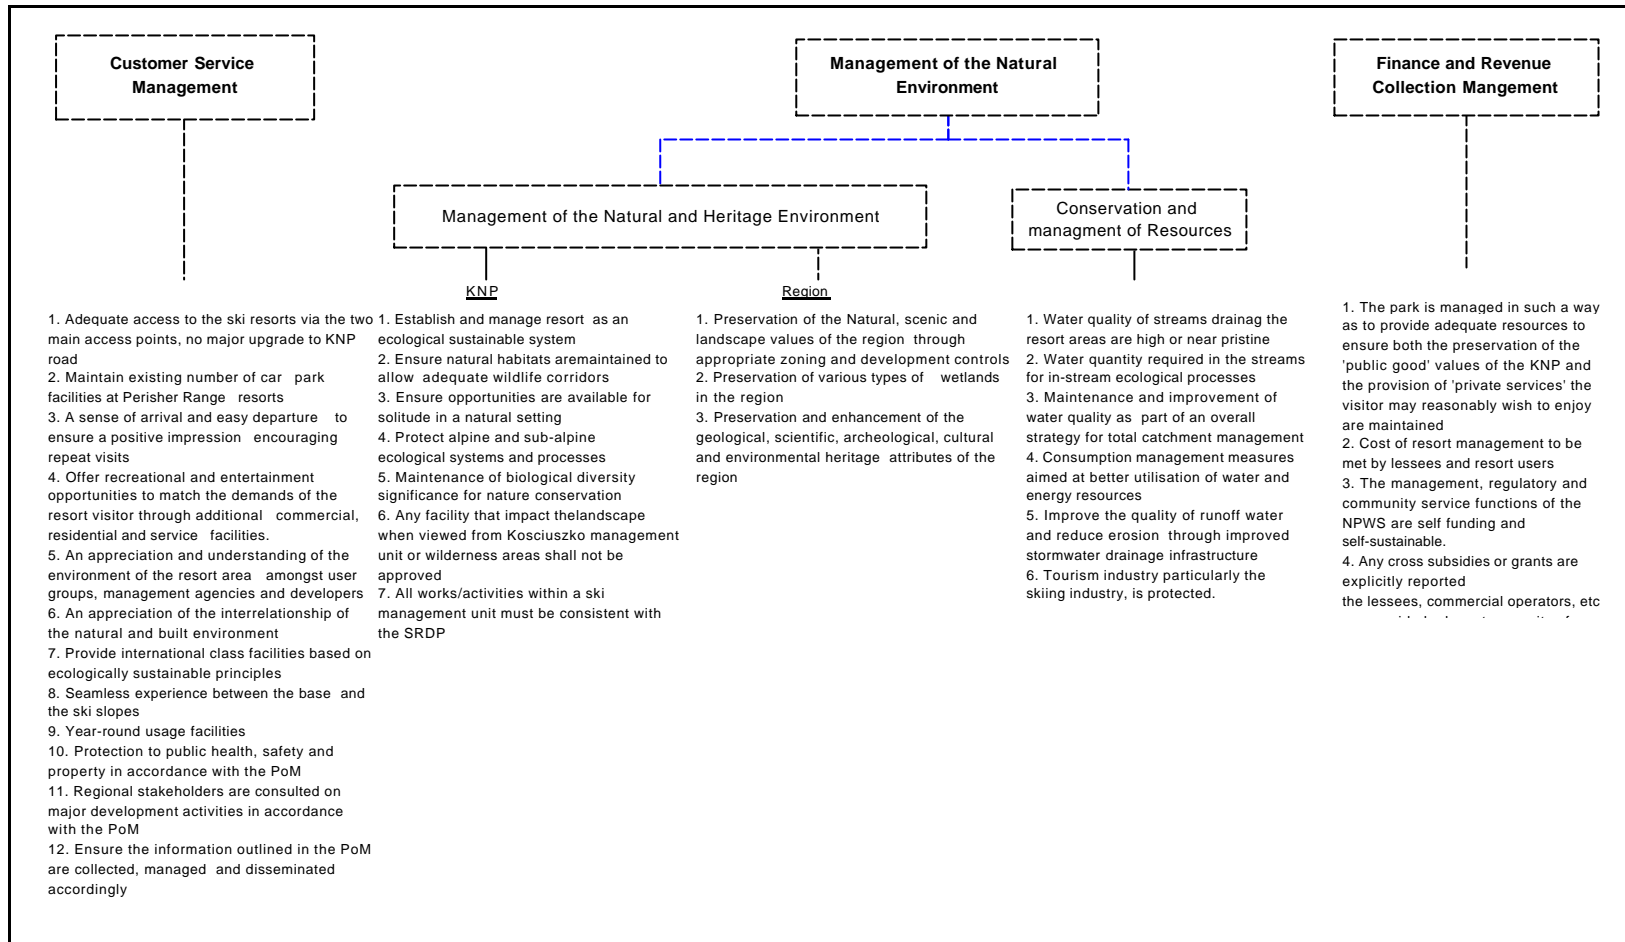 Customer Service
Management
Management of the Natural
Environment
Finance and Revenue
Collection Mangement
Management of the Natural and Heritage Environment
Conservation and
managment of Resources
KNP
Region
1. Adequate access to the ski resorts via the two
main access points, no major upgrade to KNP
road
2. Maintain existing number of car park
facilities at Perisher Range resorts
3. A sense of arrival and easy departure to
ensure a positive impression encouraging
repeat visits
4. Offer recreational and entertainment
opportunities to match the demands of the
resort visitor through additional commercial,
residential and service facilities.
5. An appreciation and understanding of the
environment of the resort area amongst user
groups, management agencies and developers
6. An appreciation of the interrelationship of
the natural and built environment
7. Provide international class facilities based on
ecologically sustainable principles
8. Seamless experience between the base and
the ski slopes
9. Year-round usage facilities
10. Protection to public health, safety and
property in accordance with the PoM
11. Regional stakeholders are consulted on
major development activities in accordance
with the PoM
12. Ensure the information outlined in the PoM
are collected, managed and disseminated
accordingly
1. Establish and manage resort as an
ecological sustainable system
2. Ensure natural habitats aremaintained to
allow adequate wildlife corridors
3. Ensure opportunities are available for
solitude in a natural setting
4. Protect alpine and sub-alpine
ecological systems and processes
5. Maintenance of biological diversity
significance for nature conservation
6. Any facility that impact thelandscape
when viewed from Kosciuszko management
unit or wilderness areas shall not be
approved
7. All works/activities within a ski
management unit must be consistent with
the SRDP
1. Preservation of the Natural, scenic and
landscape values of the region through
appropriate zoning and development controls
2. Preservation of various types of wetlands
in the region
3. Preservation and enhancement of the
geological, scientific, archeological, cultural
and environmental heritage attributes of the
region
1. Water quality of streams drainag the
resort areas are high or near pristine
2. Water quantity required in the streams
for in-stream ecological processes
3. Maintenance and improvement of
water quality as part of an overall
strategy for total catchment management
4. Consumption management measures
aimed at better utilisation of water and
energy resources
5. Improve the quality of runoff water
and reduce erosion through improved
stormwater drainage infrastructure
6. Tourism industry particularly the
skiing industry, is protected.
1. The park is managed in such a way
as to provide adequate resources to
ensure both the preservation of the
'public good' values of the KNP and
the provision of 'private services' the
visitor may reasonably wish to enjoy
are maintained
2. Cost of resort management to be
met by lessees and resort users
3. The management, regulatory and
community service functions of the
NPWS are self funding and
self-sustainable.
4. Any cross subsidies or grants are
explicitly reported
the lessees, commercial operators, etc